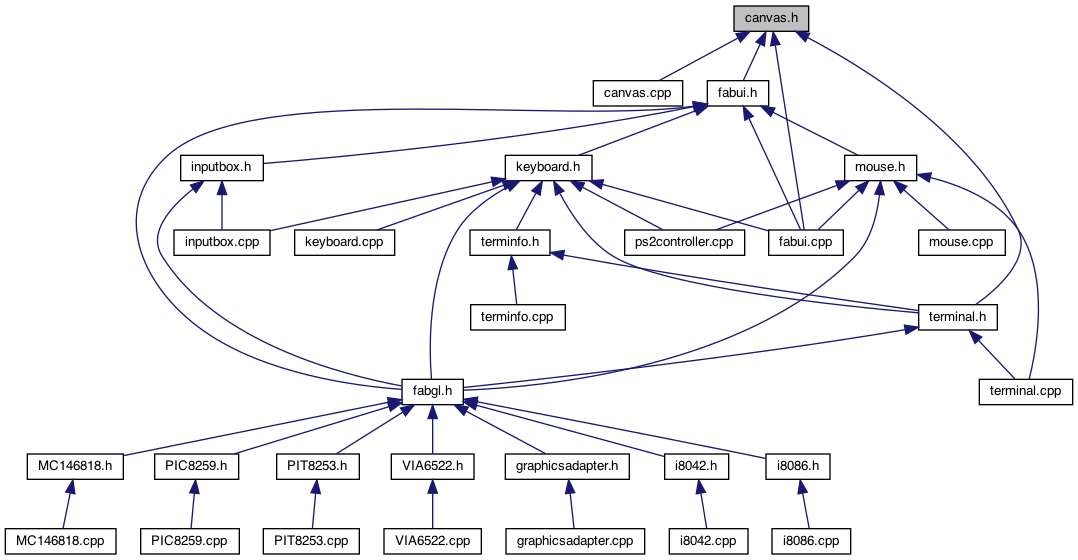 canvas.h
canvas.cpp
fabui.h
inputbox.h
keyboard.h
mouse.h
inputbox.cpp
keyboard.cpp
terminfo.h
ps2controller.cpp
fabui.cpp
mouse.cpp
terminfo.cpp
terminal.h
fabgl.h
terminal.cpp
MC146818.h
PIC8259.h
PIT8253.h
VIA6522.h
graphicsadapter.h
i8042.h
i8086.h
MC146818.cpp
PIC8259.cpp
PIT8253.cpp
VIA6522.cpp
graphicsadapter.cpp
i8042.cpp
i8086.cpp